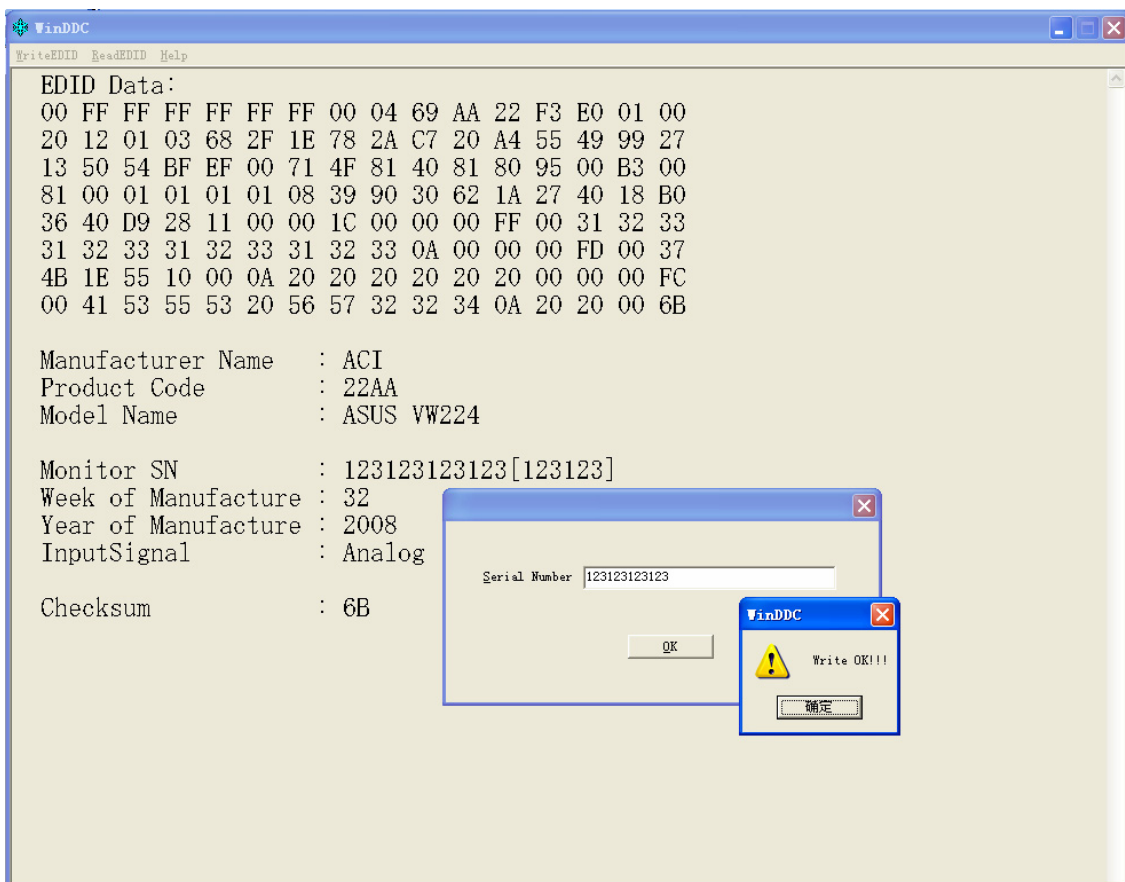 WinDDC
WriteEDID ReadEDID Help
EDID Data:
00 FF FF FF FF FF FF 00 04 69 AA 22 F3 E0 01 00
20 12 01 03 68 2F 1E 78 2A C7 20 A4 55 49 99 27
13 50 54 BF EF 00 71 4F 81 40 81 80 95 00 B3 00
81 00 01 01 01 01 08 39 90 30 62 1A 27 40 18 B0
36 40 D9 28 11 00 00 1C 00 00 00 FF 00 31 32 33
31 32 33 31 32 33 31 32 33 0A 00 00 00 FD 00 37
4B 1E 55 10 00 0A 20 20 20 20 20 20 00 00 00 FC
00 41 53 55 53 20 56 57 32 32 34 0A 20 20 00 6B
Manufacturer Name : ACI
Product Code : 22AA
Model Name : ASUS VW224
Monitor SN : 123123123123[123123]
Week of Manufacture : 32
Year of Manufacture : 2008
InputSignal : Analog
Checksum : 6B
Serial Number 123123123123
OK
WinDDC
Write OK!!!
确定